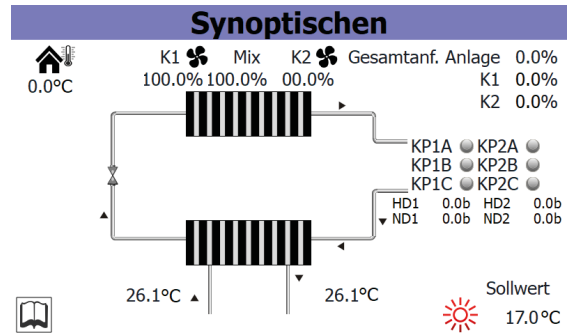 Synoptischen
K1 Mix K2 Gesamtanf. Anlage 0.0%
0.0°C 100.0% 100.0% 00.0% K1 0.0%
K2 0.0%
KP1A KP2A
KP1B KP2B
KP1C KP2C
HD1 0.0b HD2 0.0b
ND1 0.0b ND2 0.0b
26.1°C 26.1°C
Sollwert
17.0°C